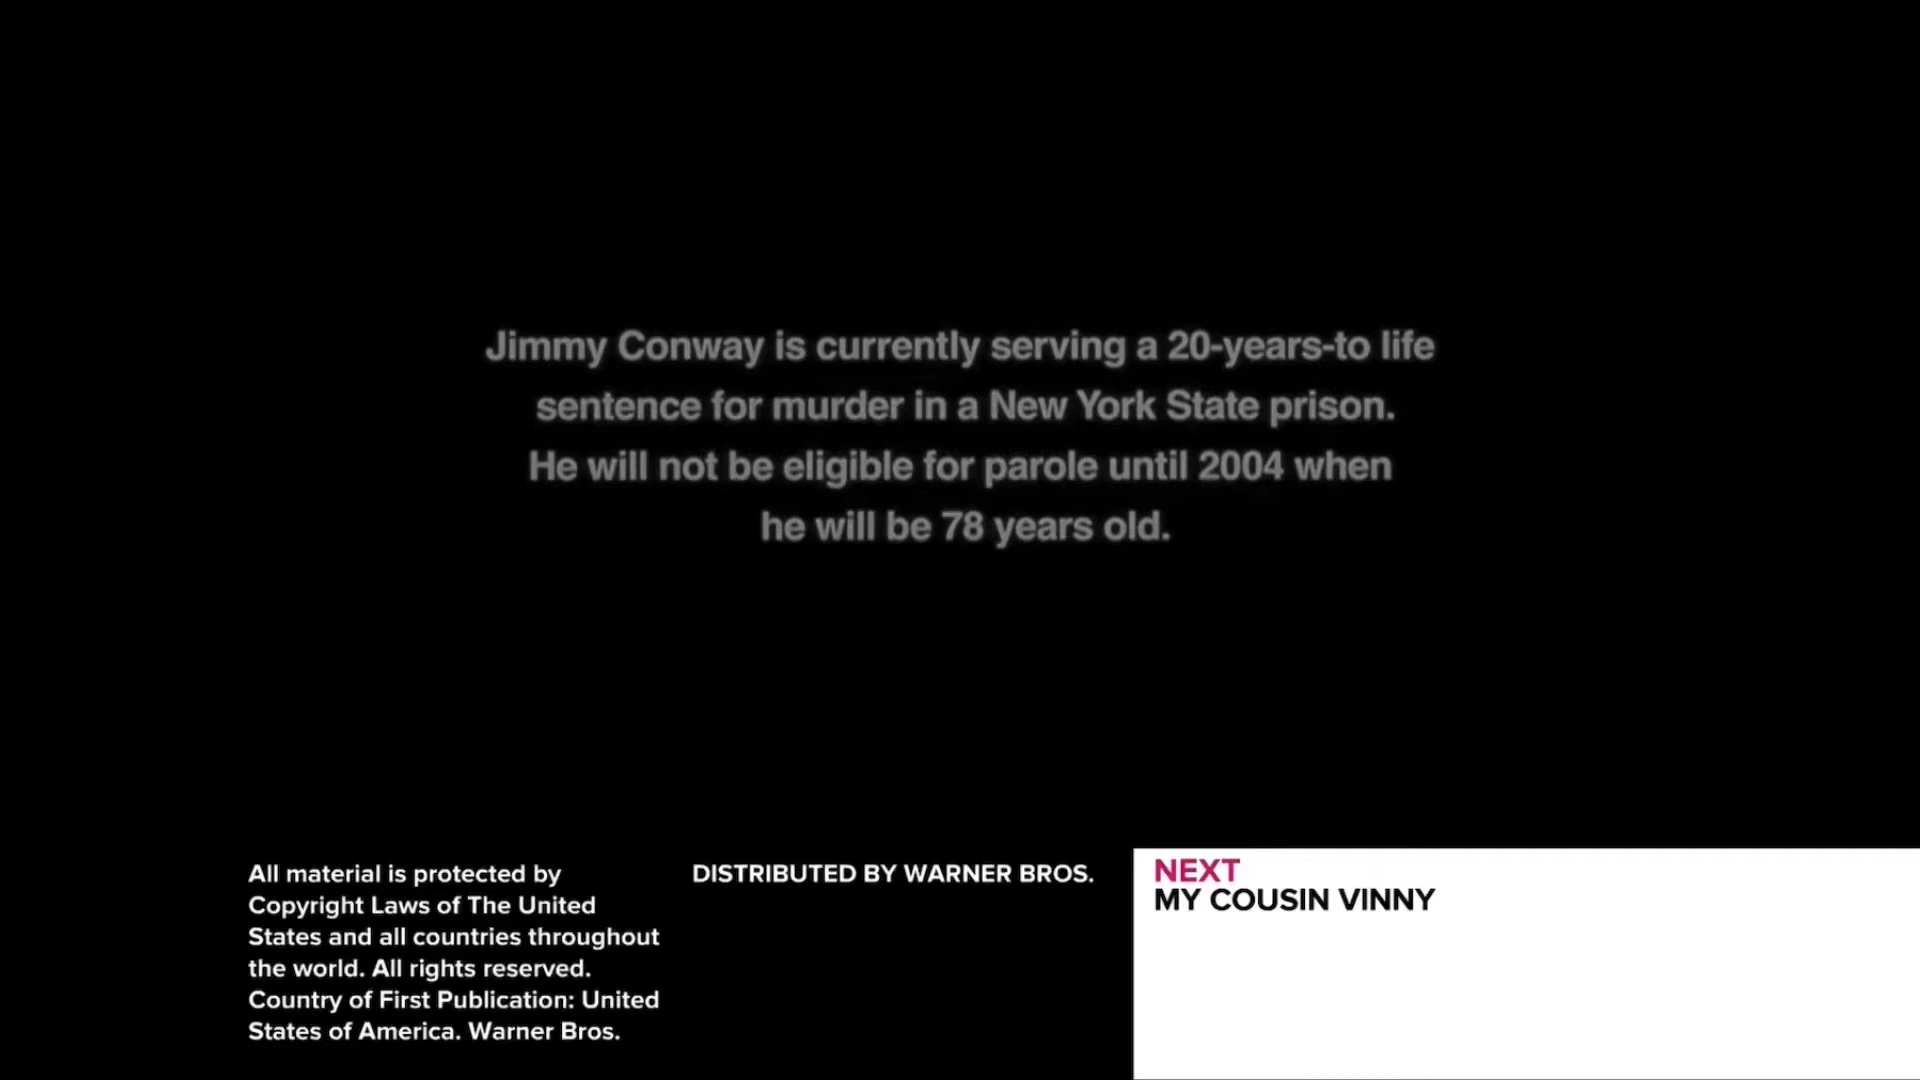 Jimmy Conway is currently serving a 20-years-to life
sentence for murder in a New York State prison.
He will not be eligible for parole until 2004 when
he will be 78 years old.
All material is protected by
Copyright Laws of The United
States and all countries throughout
the world. All rights reserved.
Country of First Publication: United
States of America. Warner Bros.
DISTRIBUTED BY WARNER BROS.
NEXT
MY COUSIN VINNY